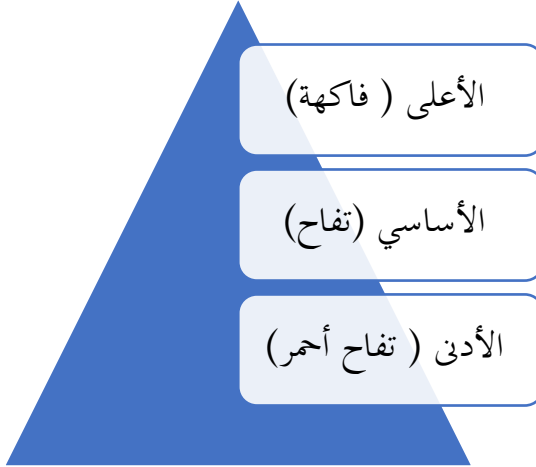 الأعلى ( فاكهة)
الأساسي (تفاح)
الأدنى ( تفاح أحمر)